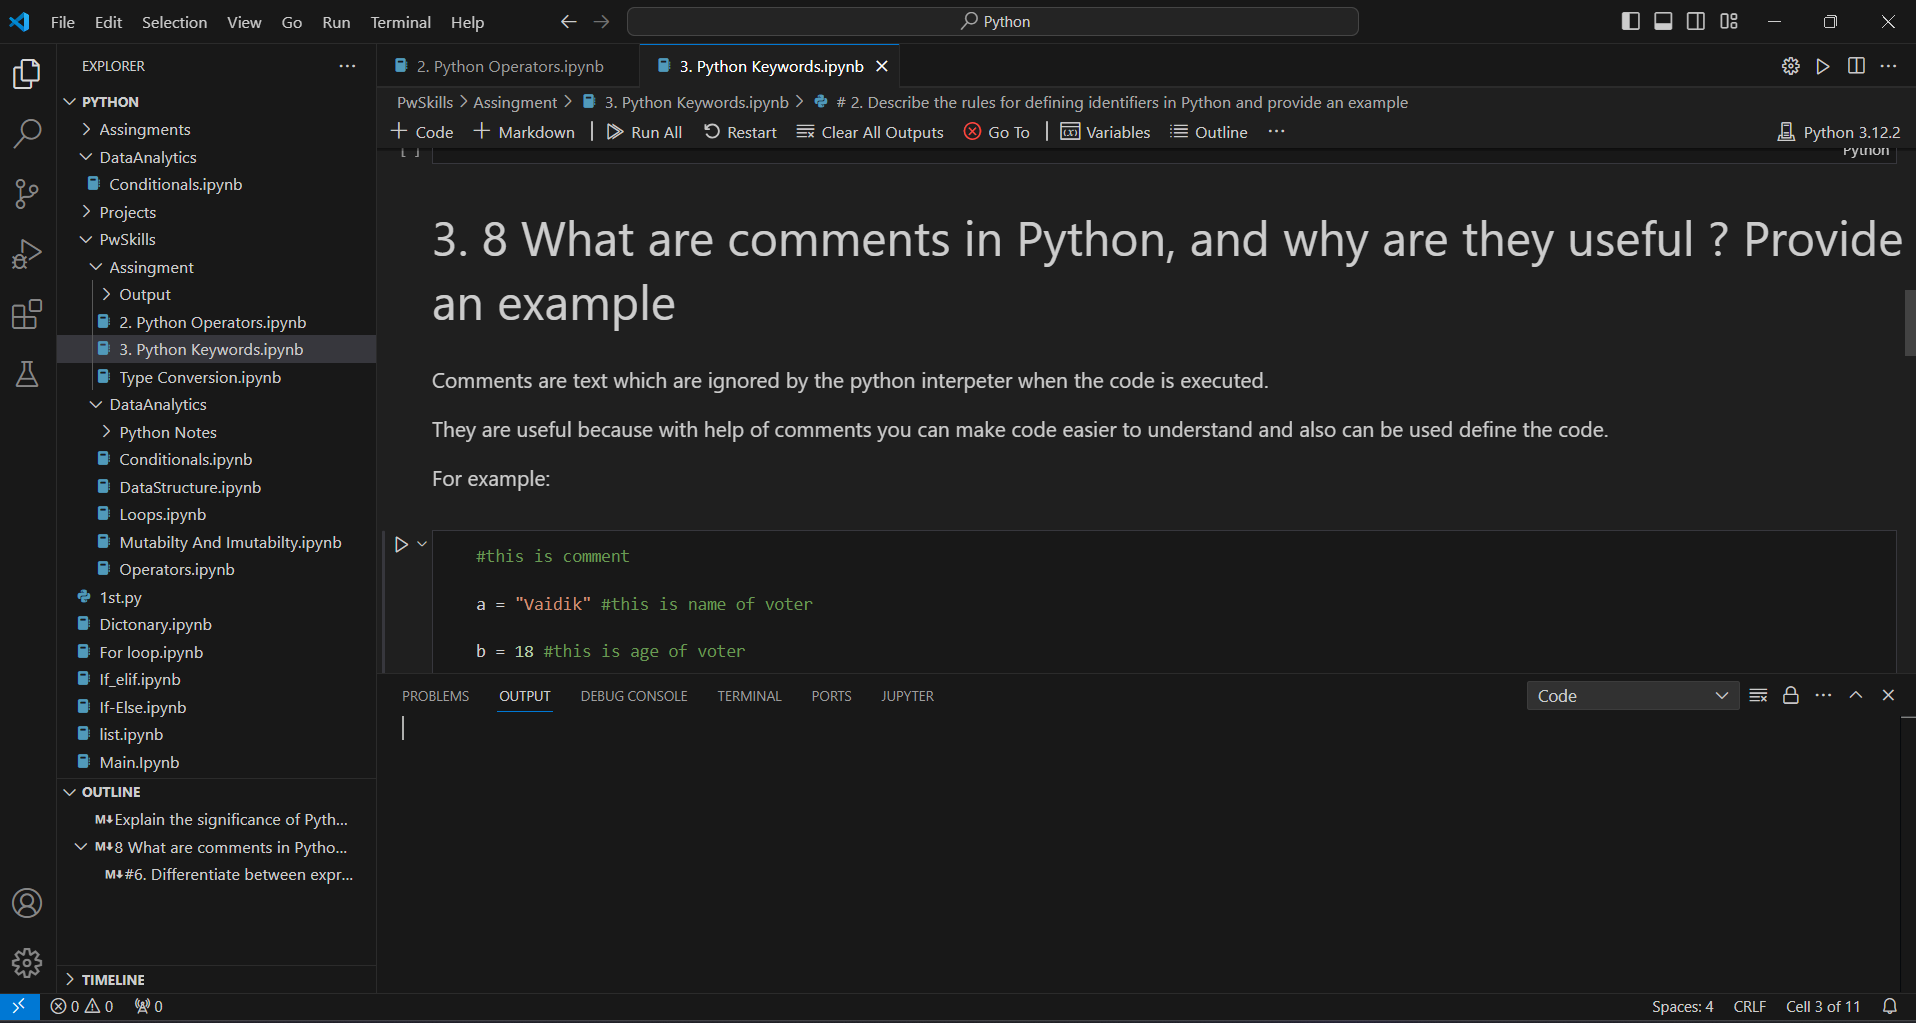 File Edit Selection View Go Run Terminal Help
Python
EXPLORER
2. Python Operators.ipynb
3. Python Keywords.ipynb
PYTHON
Assingments
DataAnalytics
Conditionals.ipynb
Projects
PwSkills
Assingment
Output
2. Python Operators.ipynb
3. Python Keywords.ipynb
Type Conversion.ipynb
DataAnalytics
Python Notes
Conditionals.ipynb
DataStructure.ipynb
Loops.ipynb
Mutabilty And Imutabilty.ipynb
Operators.ipynb
1st.py
Dictonary.ipynb
For loop.ipynb
If_elif.ipynb
If-Else.ipynb
list.ipynb
Main.Ipynb
OUTLINE
M↓Explain the significance of Pyth...
M↓8 What are comments in Pytho...
M↓#6. Differentiate between expr...
TIMELINE
PwSkills > Assingment > 3. Python Keywords.ipynb > # 2. Describe the rules for defining identifiers in Python and provide an example
+ Code + Markdown | Run All Restart Clear All Outputs Go To | Variables Outline ... Python 3.12.2
[ ]
Python
3. 8 What are comments in Python, and why are they useful ? Provide
an example
Comments are text which are ignored by the python interpeter when the code is executed.
They are useful because with help of comments you can make code easier to understand and also can be used define the code.
For example:
#this is comment
a = "Vaidik" #this is name of voter
b = 18 #this is age of voter
PROBLEMS OUTPUT DEBUG CONSOLE TERMINAL PORTS JUPYTER
Code
0 0 0
Spaces: 4 CRLF Cell 3 of 11